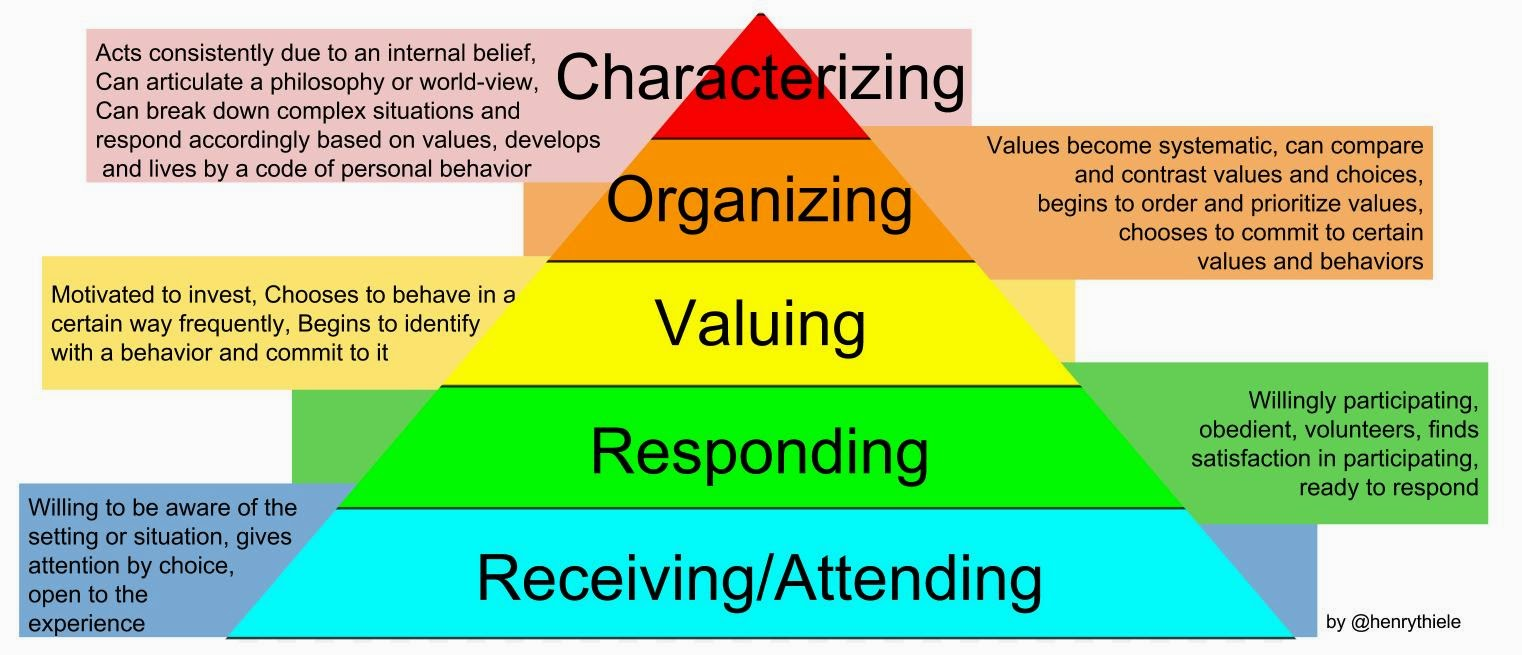 Acts consistently due to an internal belief,
Can articulate a philosophy or world-view,
Can break down complex situations and
respond accordingly based on values, develops
and lives by a code of personal behavior
Characterizing
Values become systematic, can compare
and contrast values and choices,
begins to order and prioritize values,
chooses to commit to certain
values and behaviors
Organizing
Motivated to invest, Chooses to behave in a
certain way frequently, Begins to identify
with a behavior and commit to it
Valuing
Willingly participating,
obedient, volunteers, finds
satisfaction in participating,
ready to respond
Responding
Willing to be aware of the
setting or situation, gives
attention by choice,
open to the
experience
Receiving/Attending
by @henrythiele